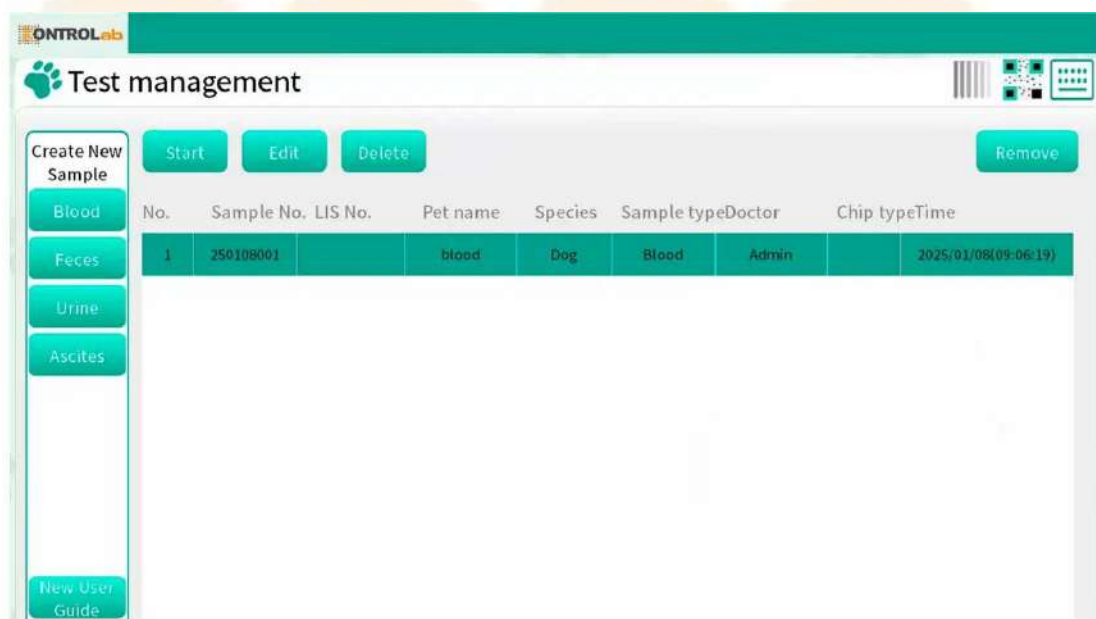 KONTROLab
Test management
Create New
Sample
Start Edit Delete Remove
Blood
Feces
Urine
Ascites
No. Sample No. LIS No. Pet name Species Sample type Doctor Chip type Time
1 250108001 blood Dog Blood Admin 2025/01/08(09:06:19)
New User
Guide